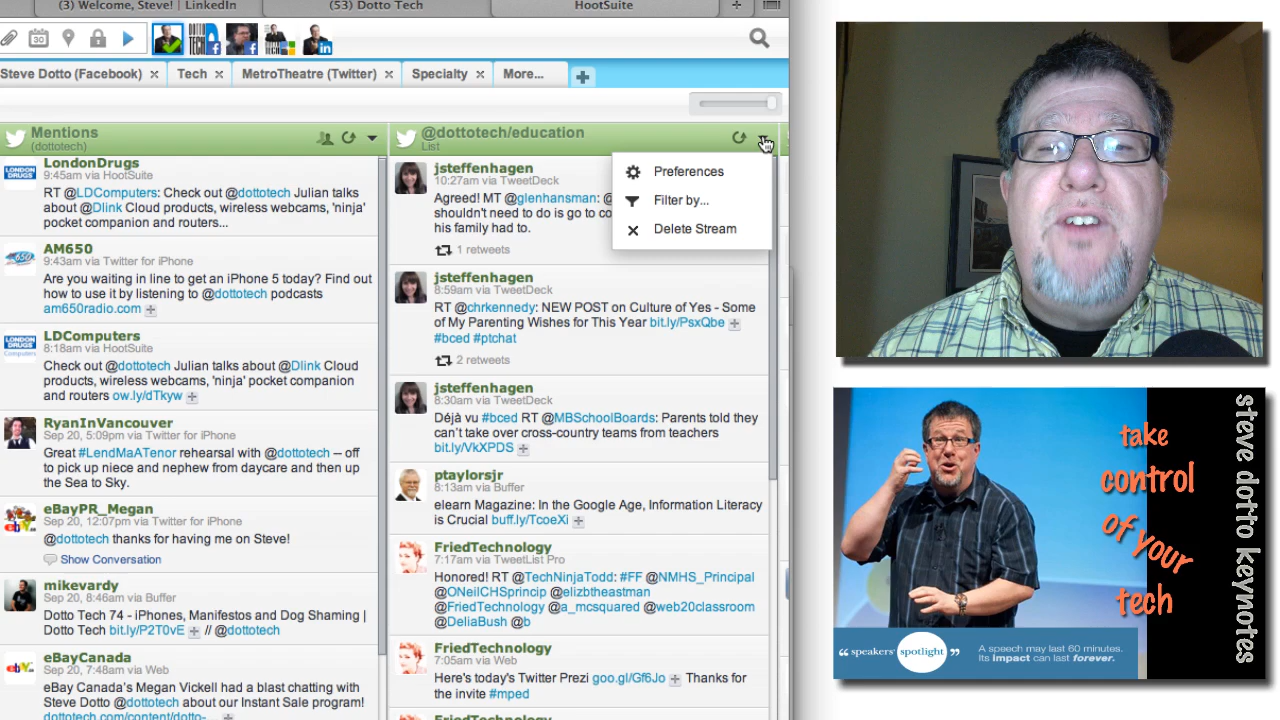 (3) Welcome, Steve! | LinkedIn
(53) Dotto Tech
HootSuite
+
30
DOTTO TECH
Steve Dotto (Facebook) ×
Tech ×
MetroTheatre (Twitter) ×
Specialty ×
More...
Mentions
(dottotech)
LondonDrugs
9:45am via HootSuite
RT @LDComputers: Check out @dottotech Julian talks
about @Dlink Cloud products, wireless webcams, 'ninja'
pocket companion and routers...
AM650
9:43am via Twitter for iPhone
Are you waiting in line to get an iPhone 5 today? Find out
how to use it by listening to @dottotech podcasts
am650radio.com
LDComputers
8:18am via HootSuite
Check out @dottotech Julian talks about @Dlink Cloud
products, wireless webcams, 'ninja' pocket companion
and routers ow.ly/dTkyw
RyanInVancouver
Sep 20, 5:09pm via Twitter for iPhone
Great #LendMaATenor rehearsal with @dottotech – off
to pick up niece and nephew from daycare and then up
the Sea to Sky.
eBayPR_Megan
Sep 20, 12:07pm via Twitter for iPhone
@dottotech thanks for having me on Steve!
Show Conversation
mikevardy
Sep 20, 8:46am via Buffer
Dotto Tech 74 - iPhones, Manifestos and Dog Shaming |
Dotto Tech bit.ly/P2T0vE // @dottotech
eBayCanada
Sep 20, 7:48am via Web
eBay Canada's Megan Vickell had a blast chatting with
Steve Dotto @dottotech about our Instant Sale program!
dottotech.com/content/dotto-
@dottotech/education
List
Preferences
Filter by...
Delete Stream
jsteffenhagen
10:27am via TweetDeck
Agreed! MT @glenhansman: @
shouldn't need to do is go to co
his family had to.
1 retweets
jsteffenhagen
8:59am via TweetDeck
RT @chrkennedy: NEW POST on Culture of Yes - Some
of My Parenting Wishes for This Year bit.ly/PsxQbe
#bced #ptchat
2 retweets
jsteffenhagen
8:30am via TweetDeck
Déjà vu #bced RT @MBSchoolBoards: Parents told they
can't take over cross-country teams from teachers
bit.ly/VkXPDS
ptaylorsjr
8:13am via Buffer
elearn Magazine: In the Google Age, Information Literacy
is Crucial buff.ly/TcoeXi
FriedTechnology
7:17am via TweetList Pro
Honored! RT @TechNinjaTodd: #FF @NMHS_Principal
@ONeilCHSprincip @elizbtheastman
@FriedTechnology @a_mcsquared @web20classroom
@DeliaBush @b
FriedTechnology
7:05am via Web
Here's today's Twitter Prezi goo.gl/Gf6Jo Thanks for
the invite #mped
FriedTechnology
take
control
of your
tech
steve dotto keynotes
“ speakers' spotlight ”
A speech may last 60 minutes.
Its impact can last forever.